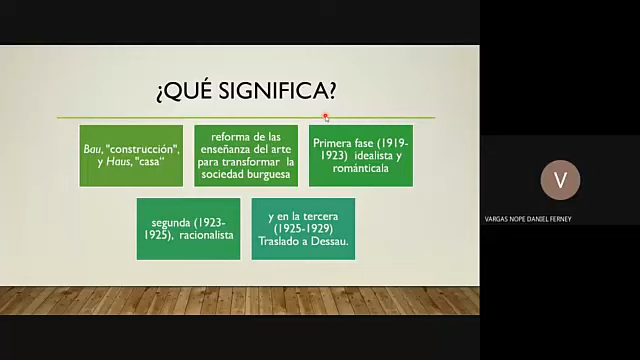 ¿QUÉ SIGNIFICA?
Bau, "construcción",
y Haus, "casa"
reforma de las
enseñanza del arte
para transformar la
sociedad burguesa
Primera fase (1919-
1923) idealista y
románticala
segunda (1923-
1925), racionalista
y en la tercera
(1925-1929)
Traslado a Dessau.
V
VARGAS NOPE DANIEL FERNEY